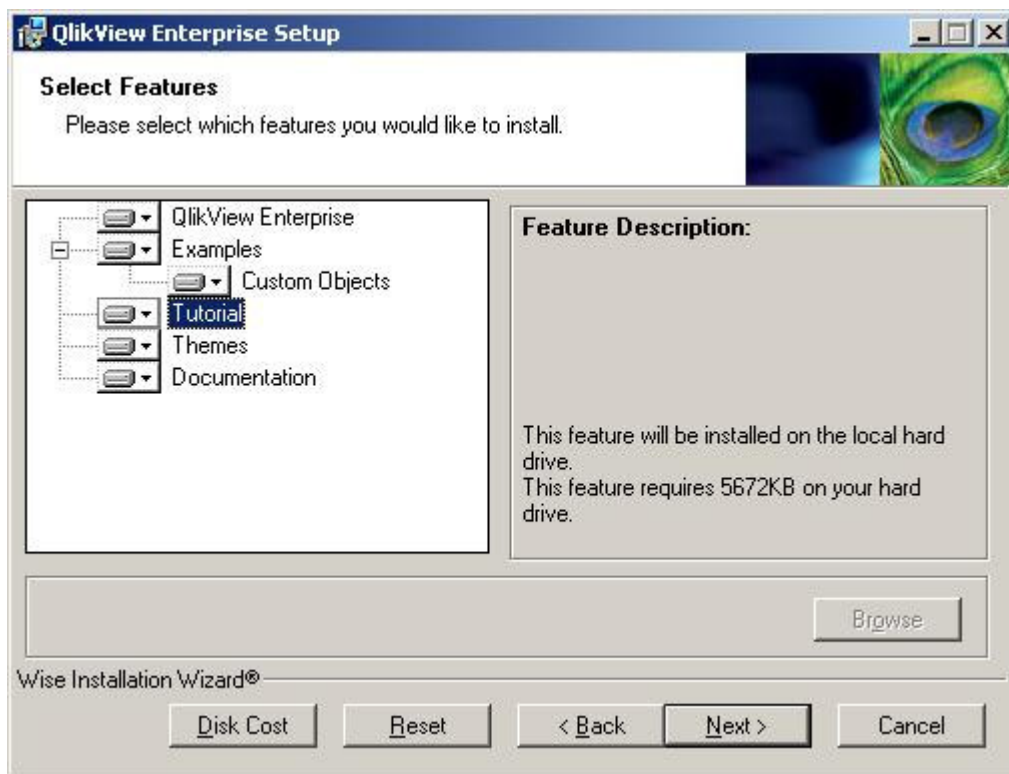 QlikView Enterprise Setup
Select Features
Please select which features you would like to install.
QlikView Enterprise
Examples
Custom Objects
Tutorial
Themes
Documentation
Feature Description:
This feature will be installed on the local hard
drive.
This feature requires 5672KB on your hard
drive.
Browse
Wise Installation Wizard®
Disk Cost
Reset
< Back
Next >
Cancel